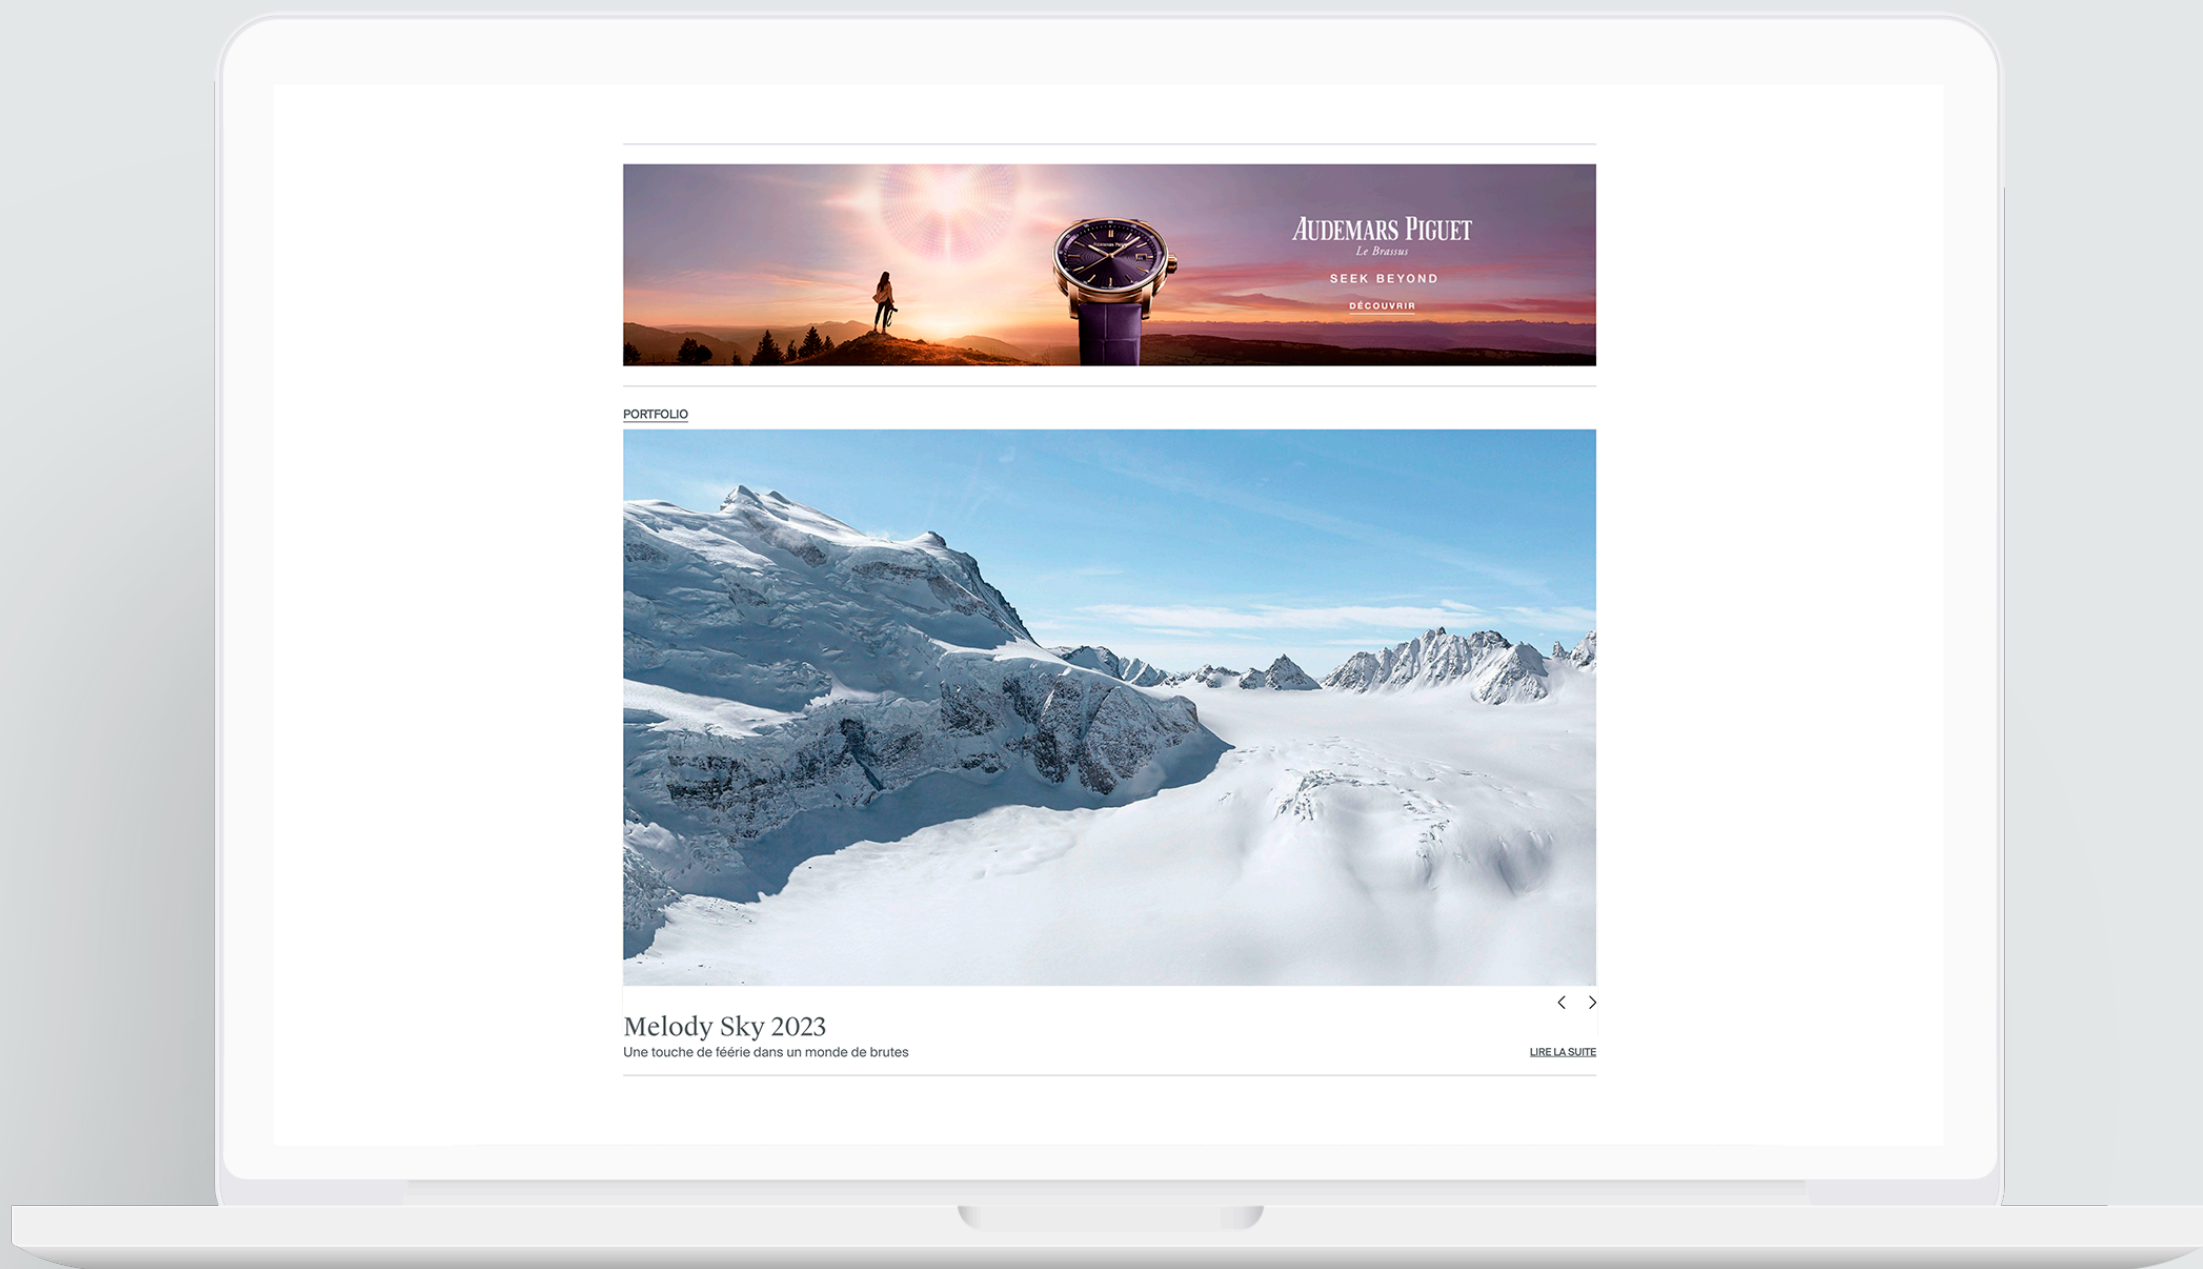 AUDEMARS PIGUET
Le Brassus
SEEK BEYOND
DÉCOUVRIR
PORTFOLIO
Melody Sky 2023
Une touche de féérie dans un monde de brutes
LIRE LA SUITE